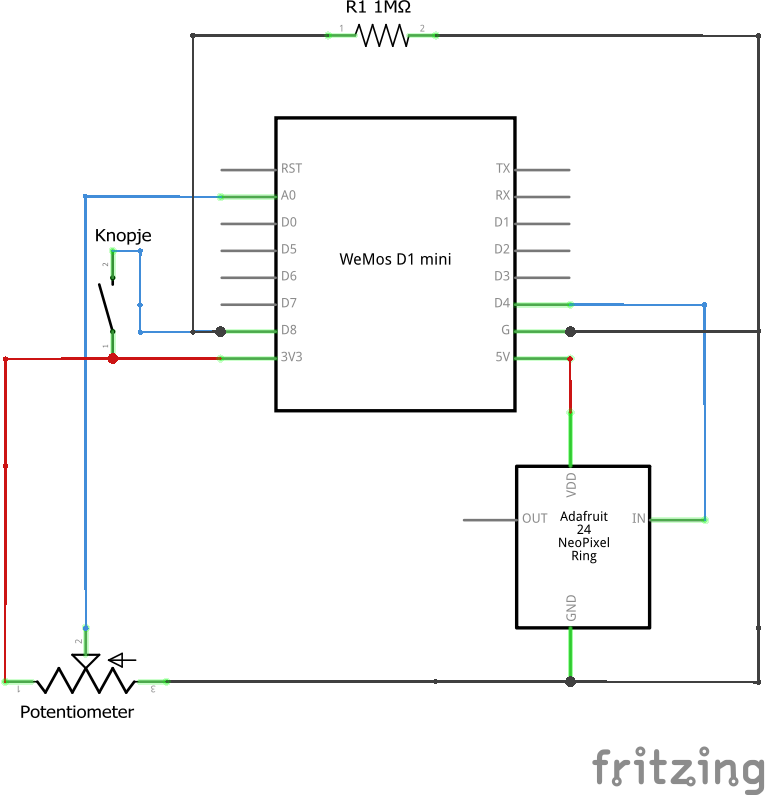 R1 1MΩ
1
2
RST
TX
A0
RX
D0
D1
Knopje
D5
D2
WeMos D1 mini
2
D6
D3
D7
D4
D8
G
1
3V3
5V
VDD
OUT
Adafruit
24
NeoPixel
Ring
IN
GND
2
1
3
Potentiometer
fritzing